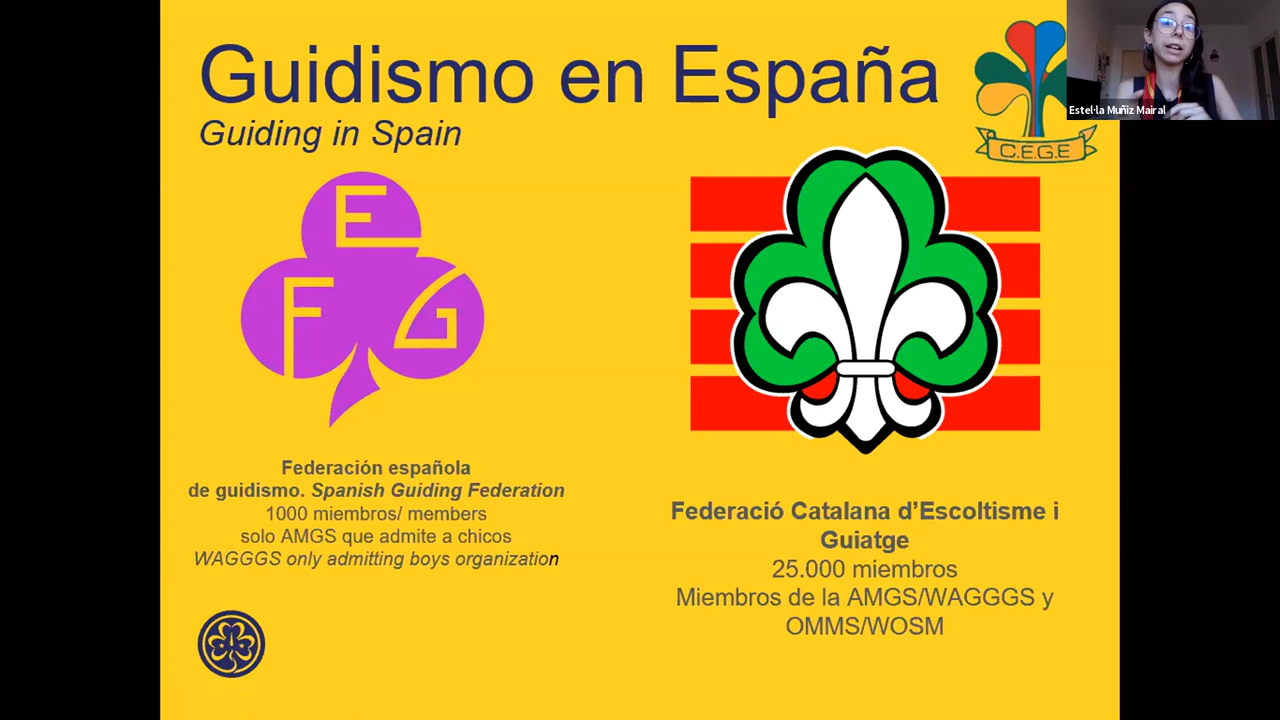 Guidismo en España
Guiding in Spain
C.E.G.E
Estel·la Muñiz Mairal
E
F G
Federación española
de guidismo. Spanish Guiding Federation
1000 miembros/ members
solo AMGS que admite a chicos
WAGGGS only admitting boys organization
Federació Catalana d’Escoltisme i
Guiatge
25.000 miembros
Miembros de la AMGS/WAGGGS y
OMMS/WOSM